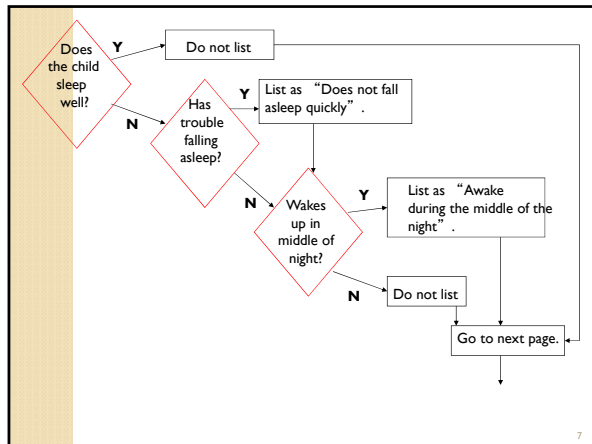 Does
the child
sleep
well?
Y
Do not list
N
Has
trouble
falling
asleep?
Y
List as “Does not fall
asleep quickly” .
N
Wakes
up in
middle of
night?
Y
List as “Awake
during the middle of the
night” .
N
Do not list
Go to next page.
7